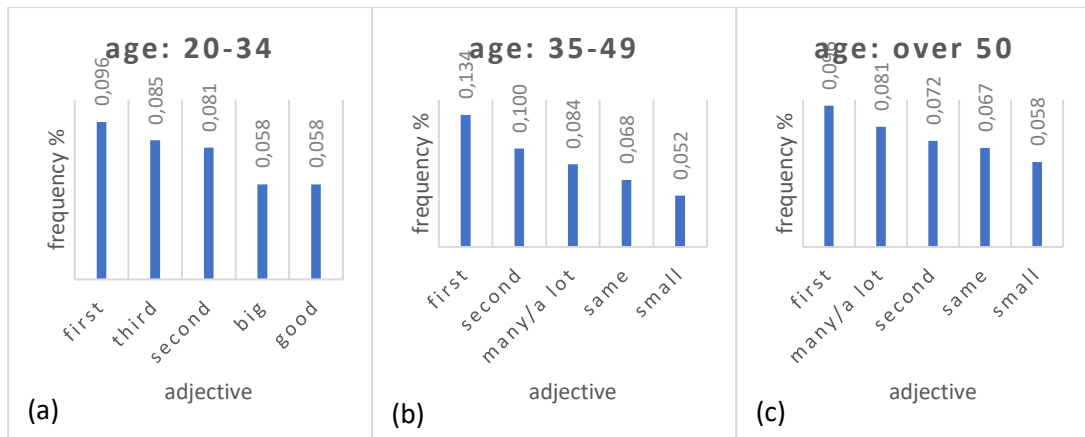 age: 20-34
frequency %
0,096
0,085
0,081
0,058
0,058
first
third
second
big
good
adjective
(a)
age: 35-49
frequency %
0,134
0,100
0,084
0,068
0,052
first
second
many/a lot
same
small
adjective
(b)
age: over 50
frequency %
0,081
0,072
0,067
0,058
first
many/a lot
second
same
small
adjective
(c)